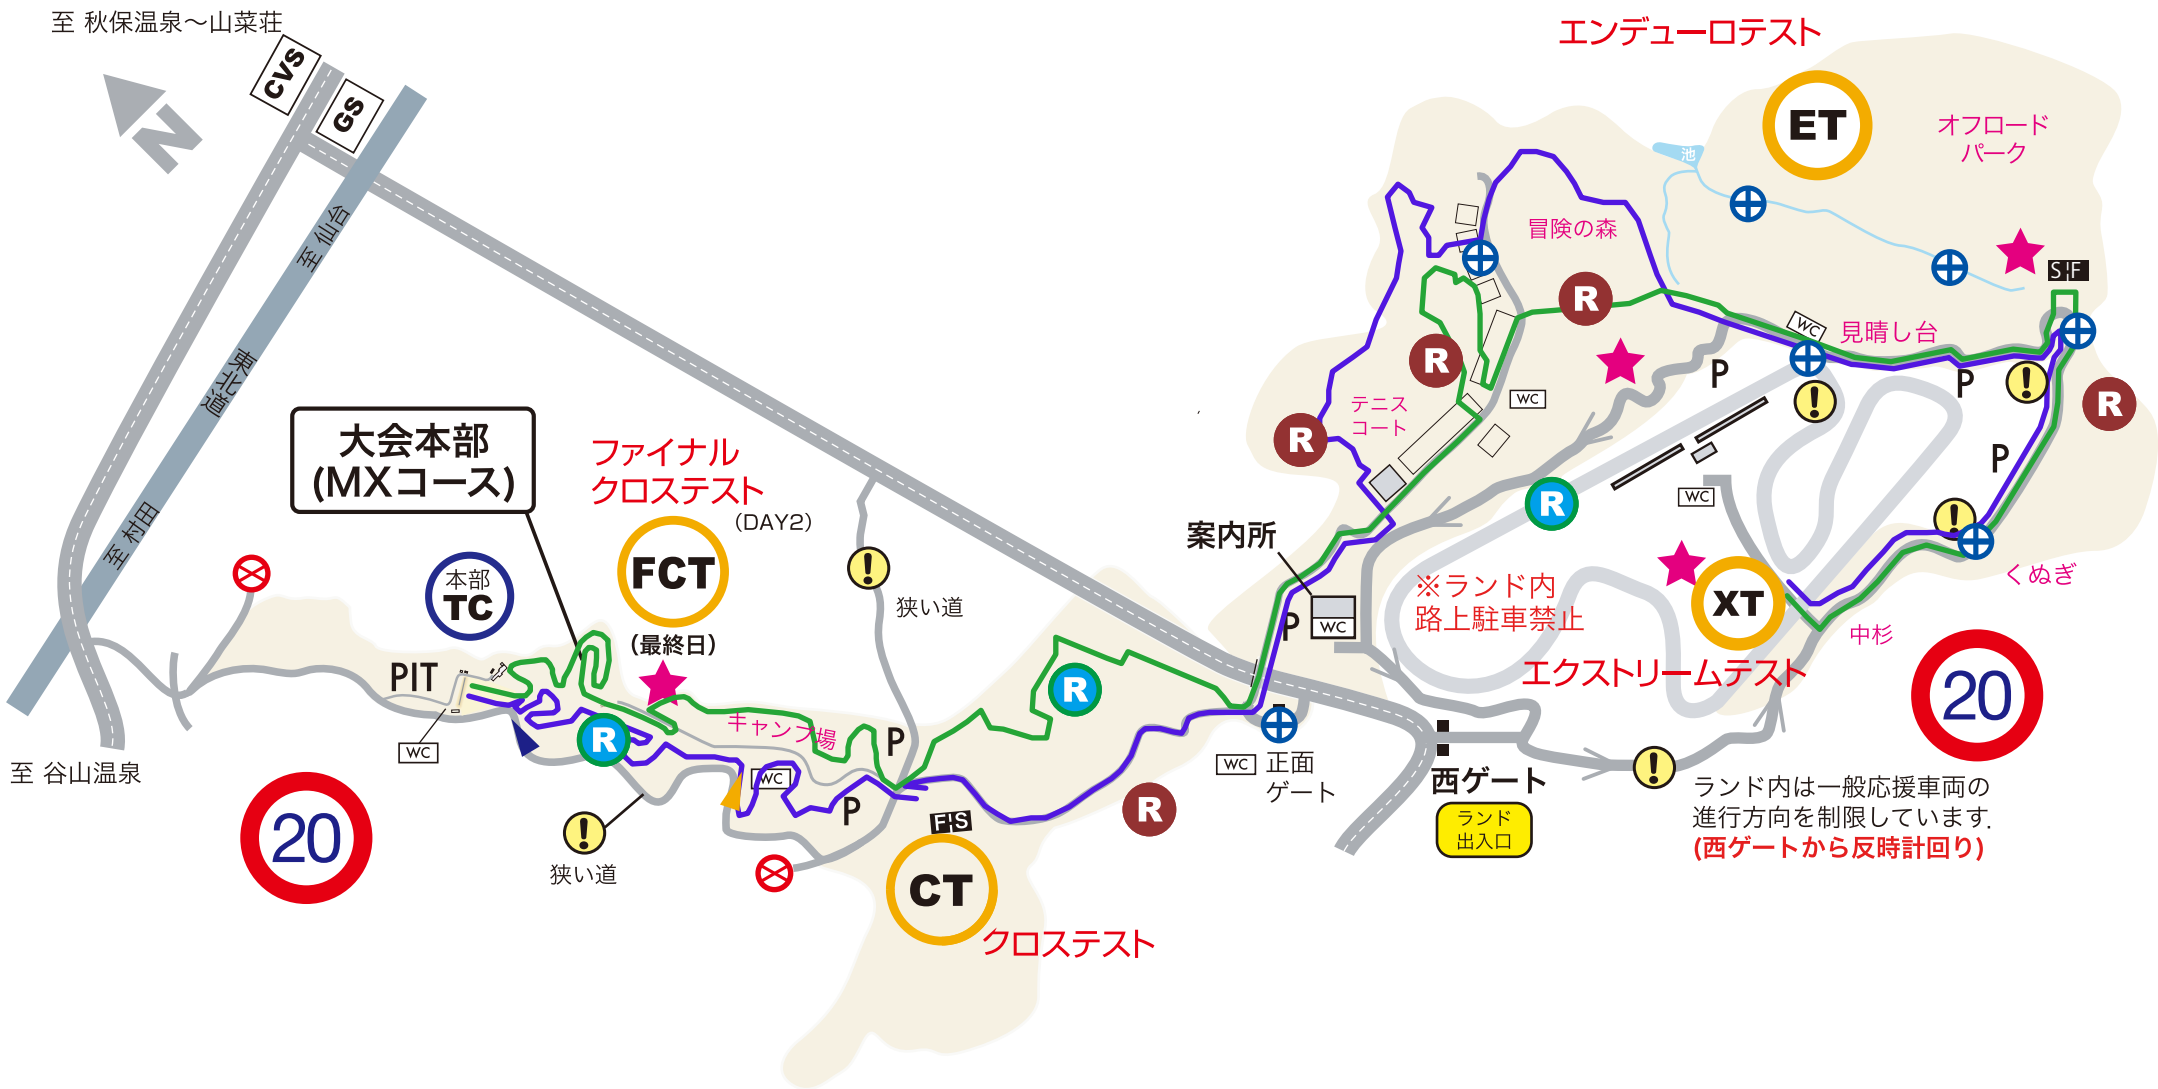 至 秋保温泉〜山菜荘
CVS
GS
N
至 仙台
東北道
至 村田
至 谷山温泉
大会本部
(MXコース)
本部
TC
PIT
WC
20
ファイナル
クロステスト
(DAY2)
FCT
(最終日)
R
狭い道
!
!
狭い道
キャンプ場
WC
P
P
F S
CT
クロステスト
R
R
案内所
WC
P
WC
正面
ゲート
西ゲート
ランド
出入口
エンデューロテスト
ET
オフロード
パーク
池
冒険の森
S F
R
R
R
テニス
コート
WC
P
WC
見晴し台
!
P
!
R
P
!
くぬぎ
WC
R
※ランド内
路上駐車禁止
XT
エクストリームテスト
中杉
20
!
ランド内は一般応援車両の
進行方向を制限しています.
(西ゲートから反時計回り)